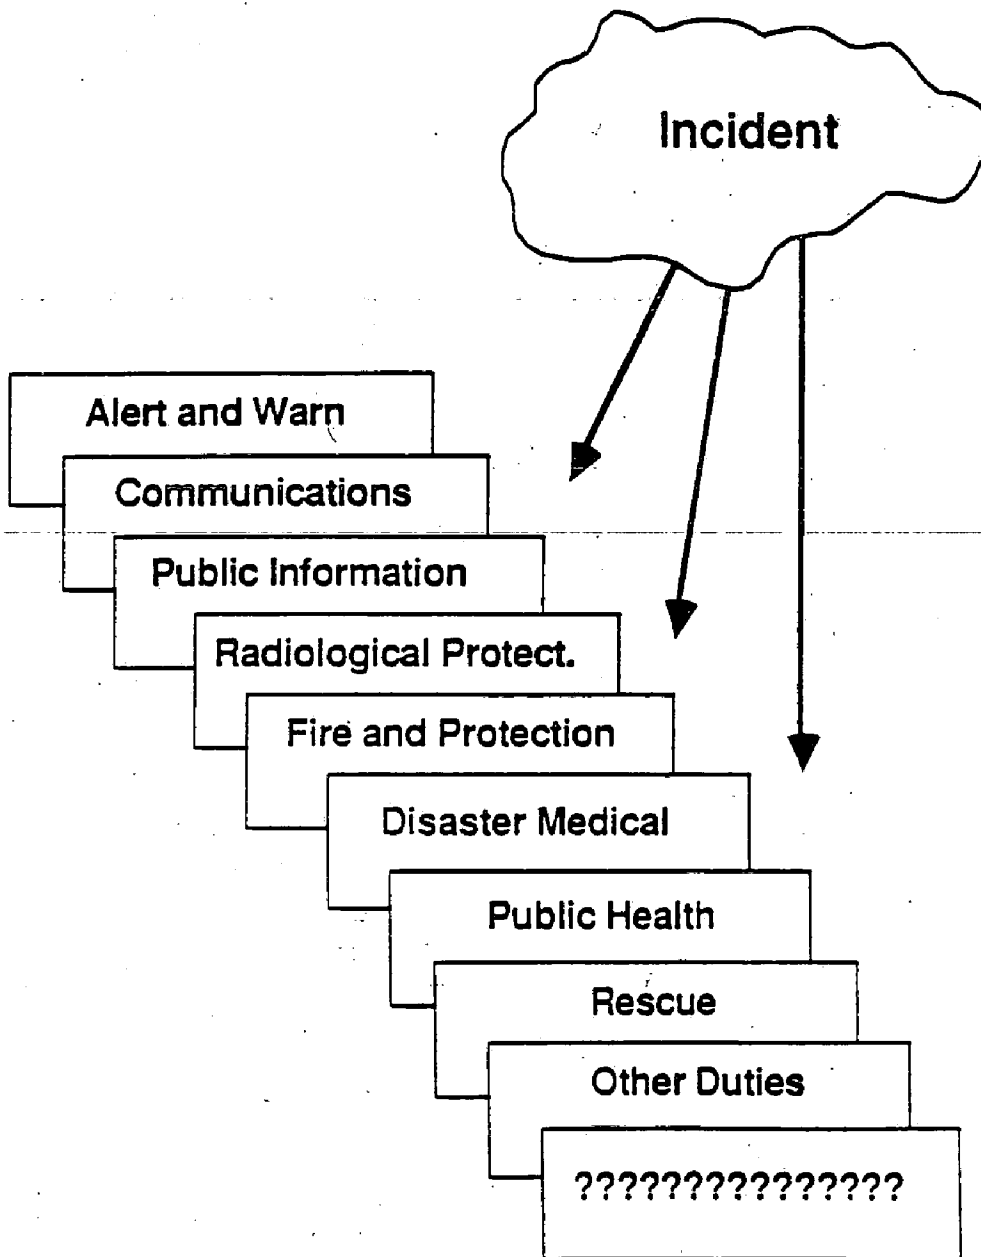 Incident
Alert and Warn
Communications
Public Information
Radiological Protect.
Fire and Protection
Disaster Medical
Public Health
Rescue
Other Duties
???????????????